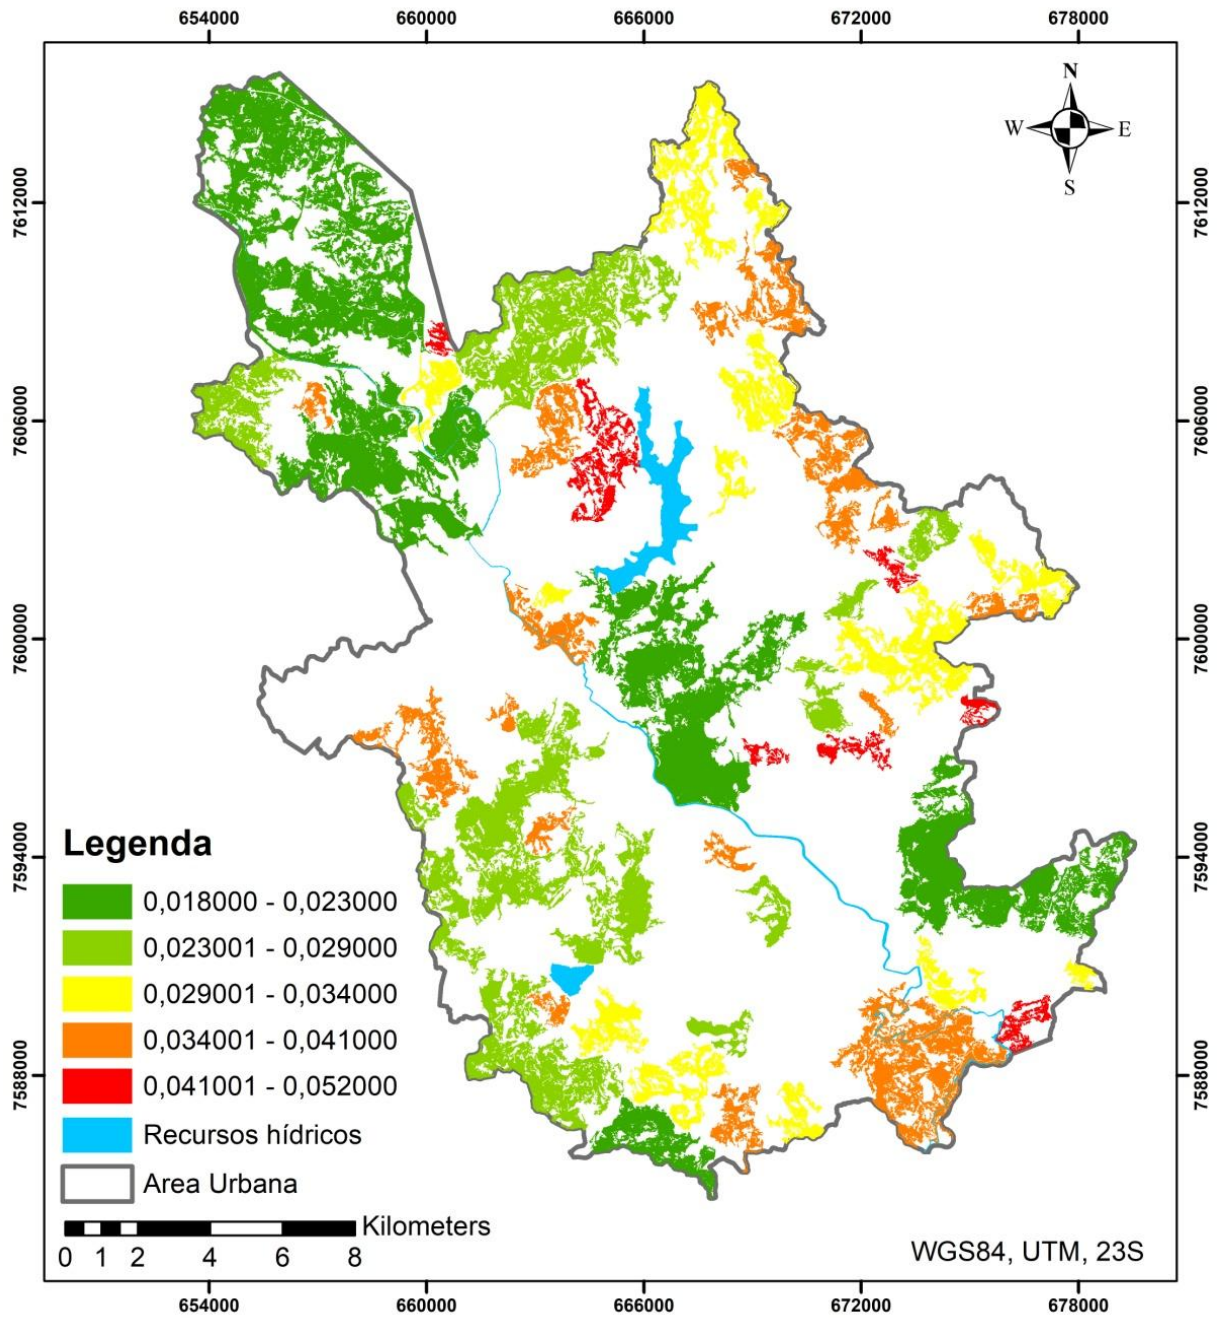 654000 660000 666000 672000 678000
N
W E
S
7612000 7612000
7606000 7606000
7600000 7600000
7594000 7594000
7588000 7588000
Legenda
0,018000 - 0,023000
0,023001 - 0,029000
0,029001 - 0,034000
0,034001 - 0,041000
0,041001 - 0,052000
Recursos hídricos
Area Urbana
Kilometers
0 1 2 4 6 8
WGS84, UTM, 23S
654000 660000 666000 672000 678000